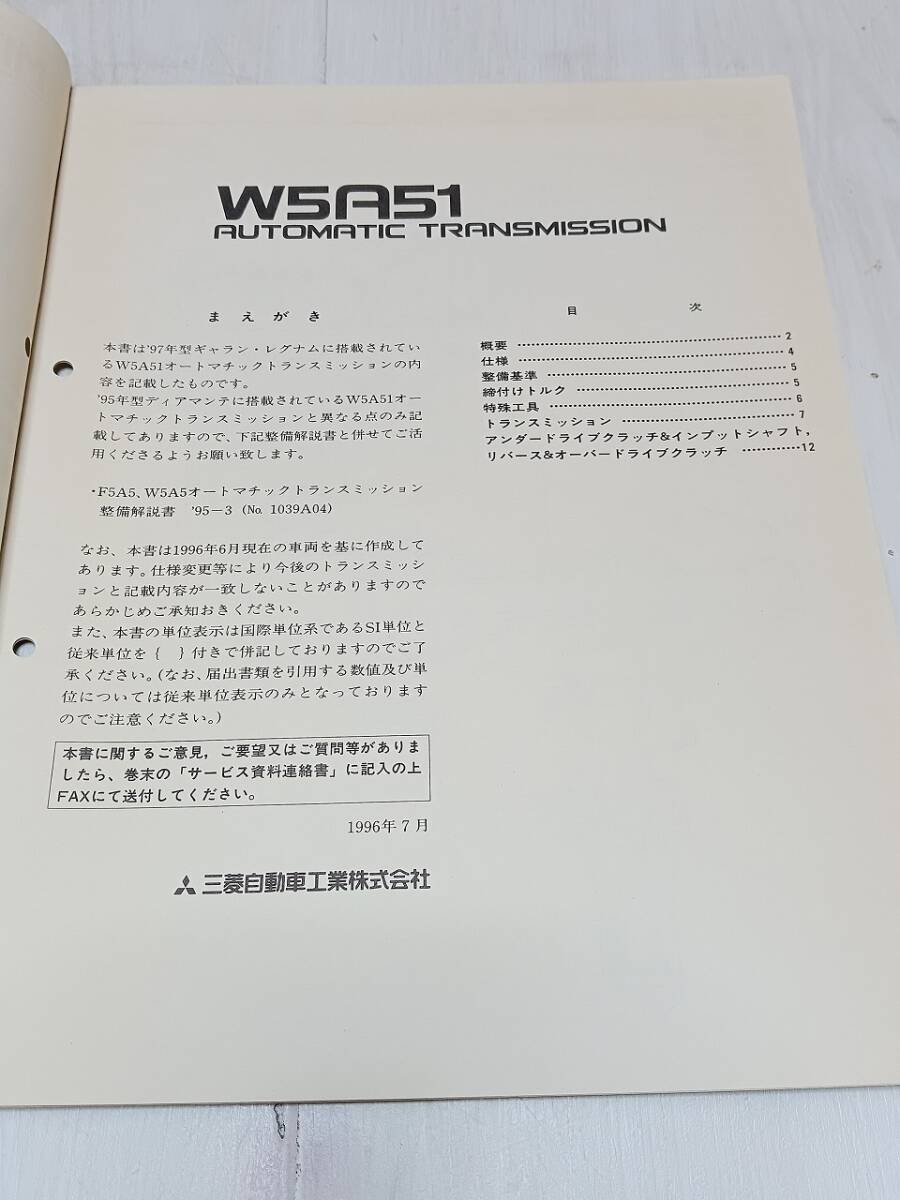 W5A51
AUTOMATIC TRANSMISSION
まえがき
本書は'97年型ギャラン・レグナムに搭載されてい
るW5A51オートマチックトランスミッションの内
容を記載したものです。
'95年型ディアマンテに搭載されているW5A51オー
トマチックトランスミッションと異なる点のみ記
載してありますので、下記整備解説書と併せてご活
用くださるようお願い致します。
・F5A5、W5A5オートマチックトランスミッション
整備解説書 '95－3 (No. 1039A04)
なお、本書は1996年6月現在の車両を基に作成して
あります。仕様変更等により今後のトランスミッシ
ョンと記載内容が一致しないことがありますので
あらかじめご承知おきください。
また、本書の単位表示は国際単位系であるSI単位と
従来単位を { } 付きで併記しておりますのでご了
承ください。(なお、届出書類を引用する数値及び単
位については従来単位表示のみとなっております
のでご注意ください。)
本書に関するご意見，ご要望又はご質問等がありま
したら、巻末の「サービス資料連絡書」に記入の上
FAXにて送付してください。
1996年7月
三菱自動車工業株式会社
目 次
概要 ……………………………………… 2
仕様 ……………………………………… 4
整備基準 ………………………………… 5
締付けトルク …………………………… 5
特殊工具 ………………………………… 6
トランスミッション …………………… 7
アンダードライブクラッチ&インプットシャフト，
リバース&オーバードライブクラッチ …………12